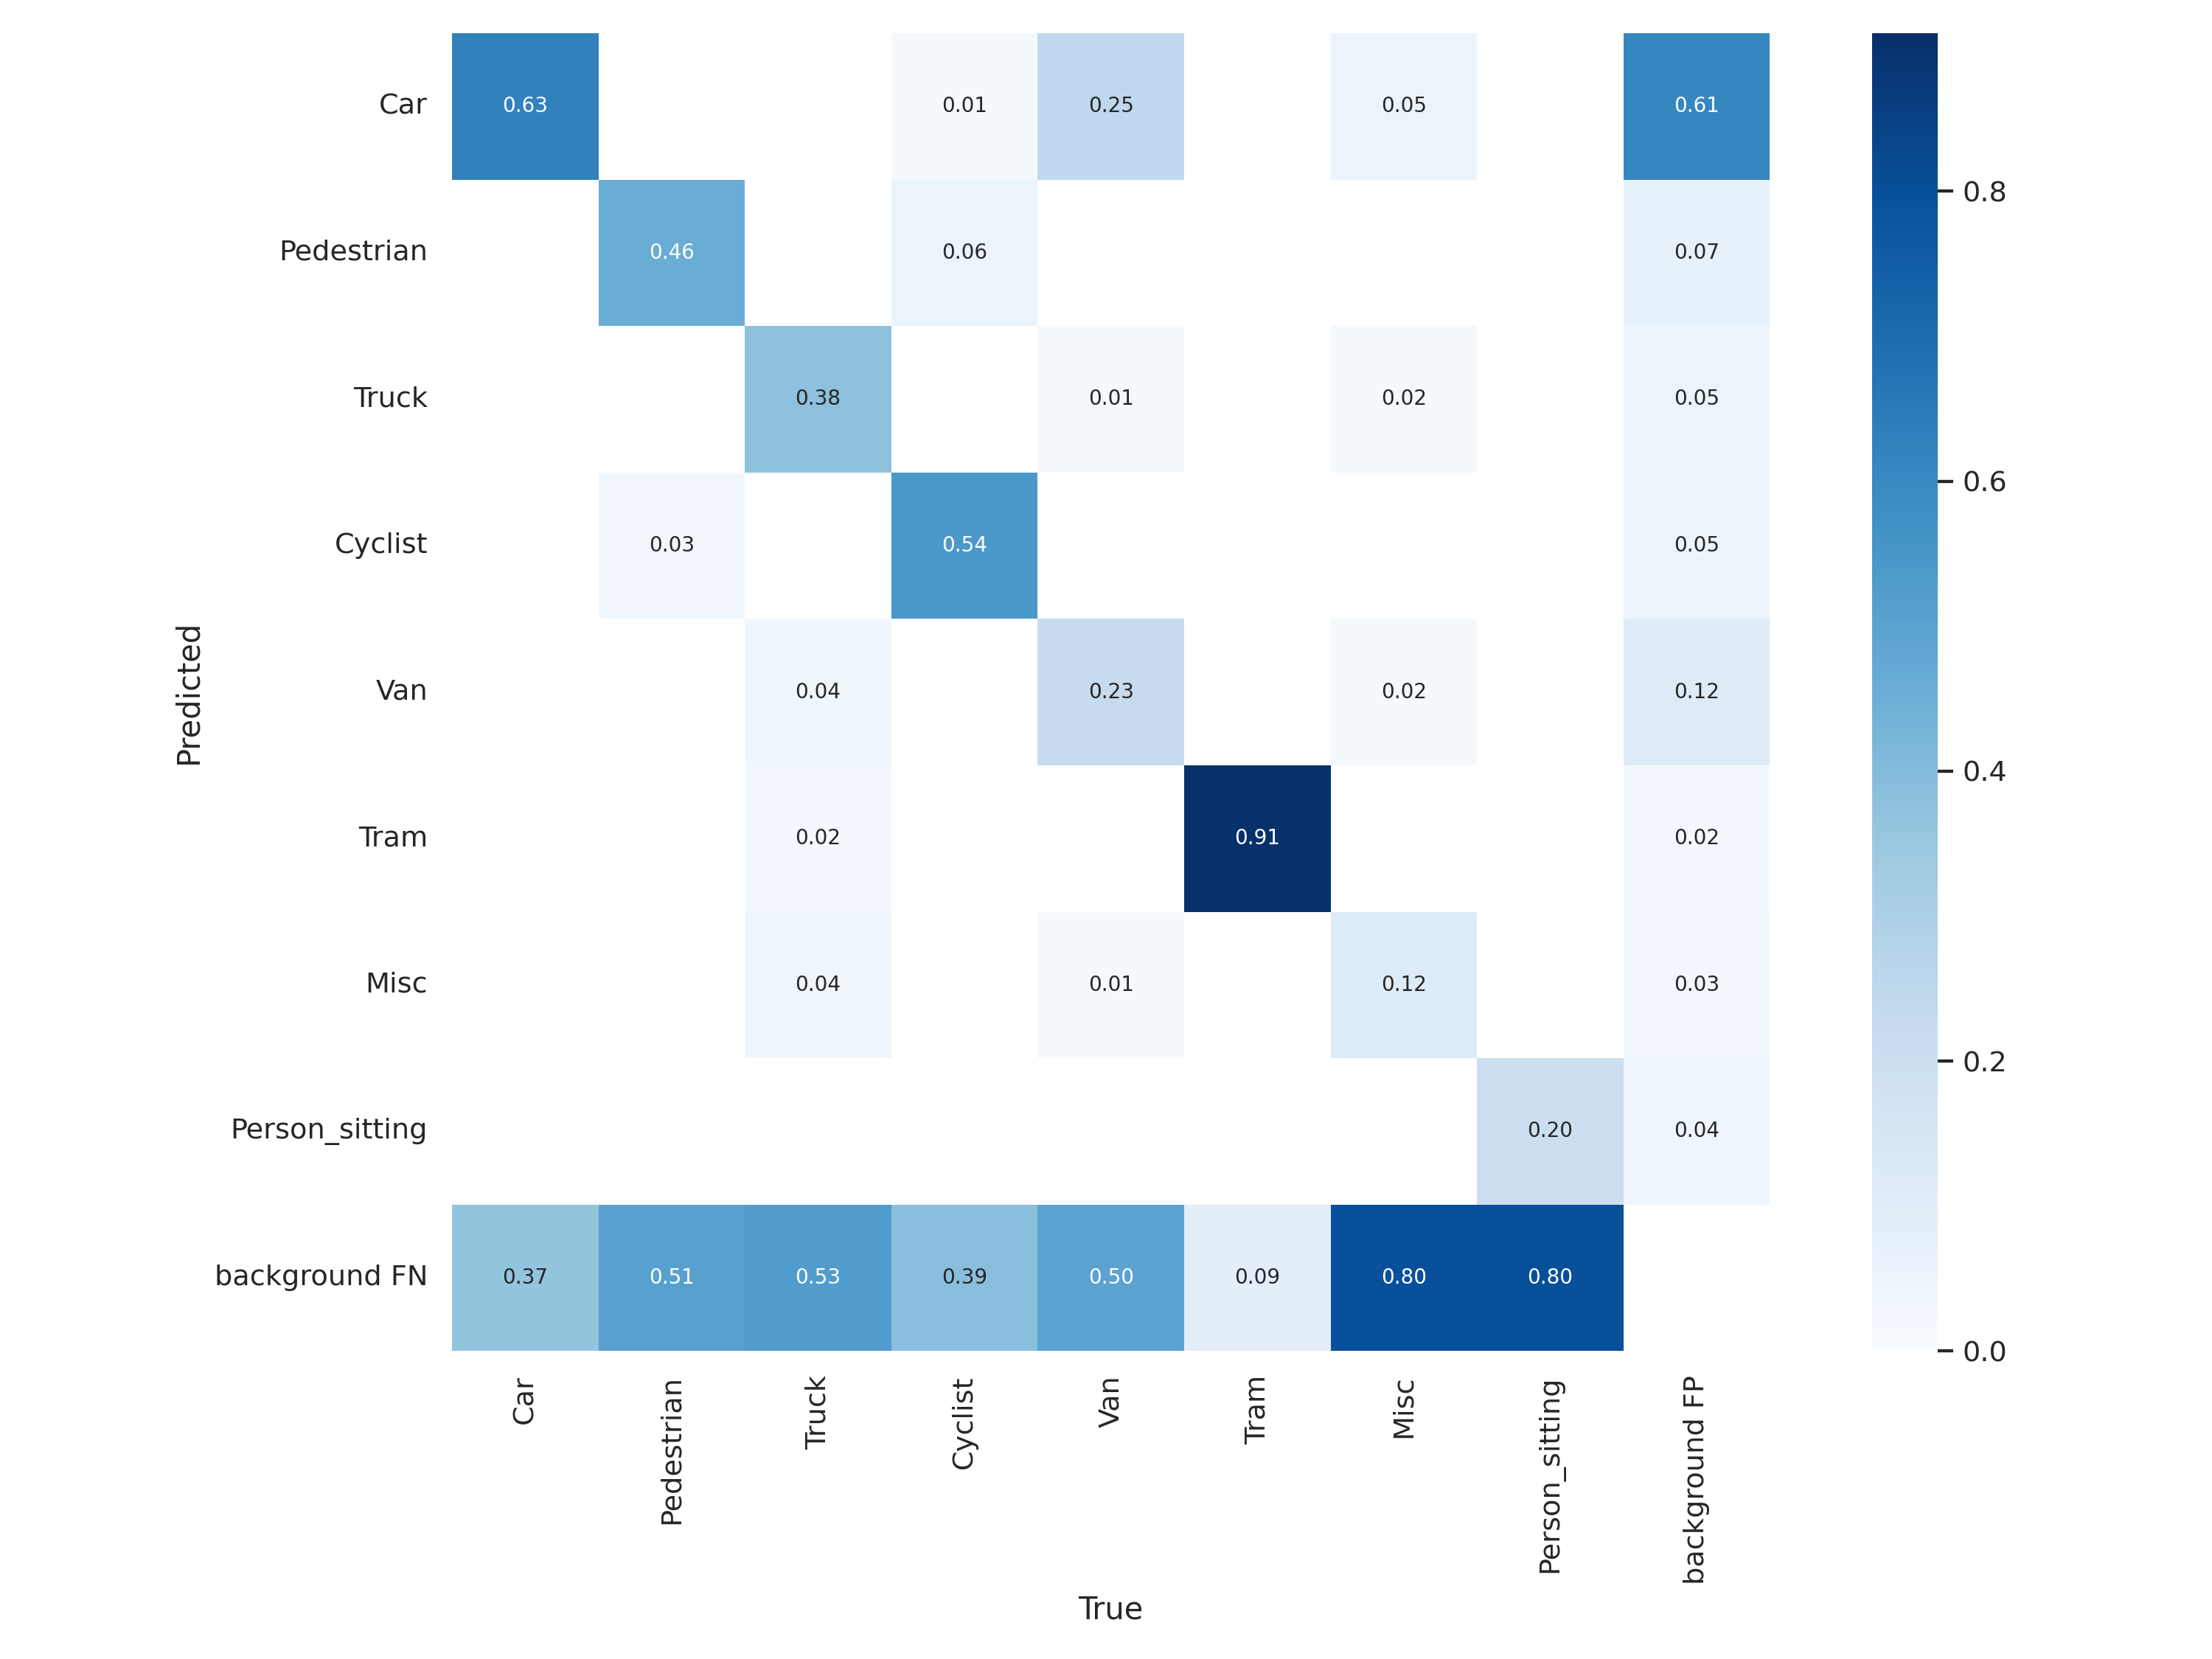 Car 0.63 0.01 0.25 0.05 0.61
Pedestrian 0.46 0.06 0.07
Truck 0.38 0.01 0.02 0.05
Cyclist 0.03 0.54 0.05
Van 0.04 0.23 0.02 0.12
Tram 0.02 0.91 0.02
Misc 0.04 0.01 0.12 0.03
Person_sitting 0.20 0.04
background FN 0.37 0.51 0.53 0.39 0.50 0.09 0.80 0.80
Predicted
Car Pedestrian Truck Cyclist Van Tram Misc Person_sitting background FP
True
0.8
0.6
0.4
0.2
0.0